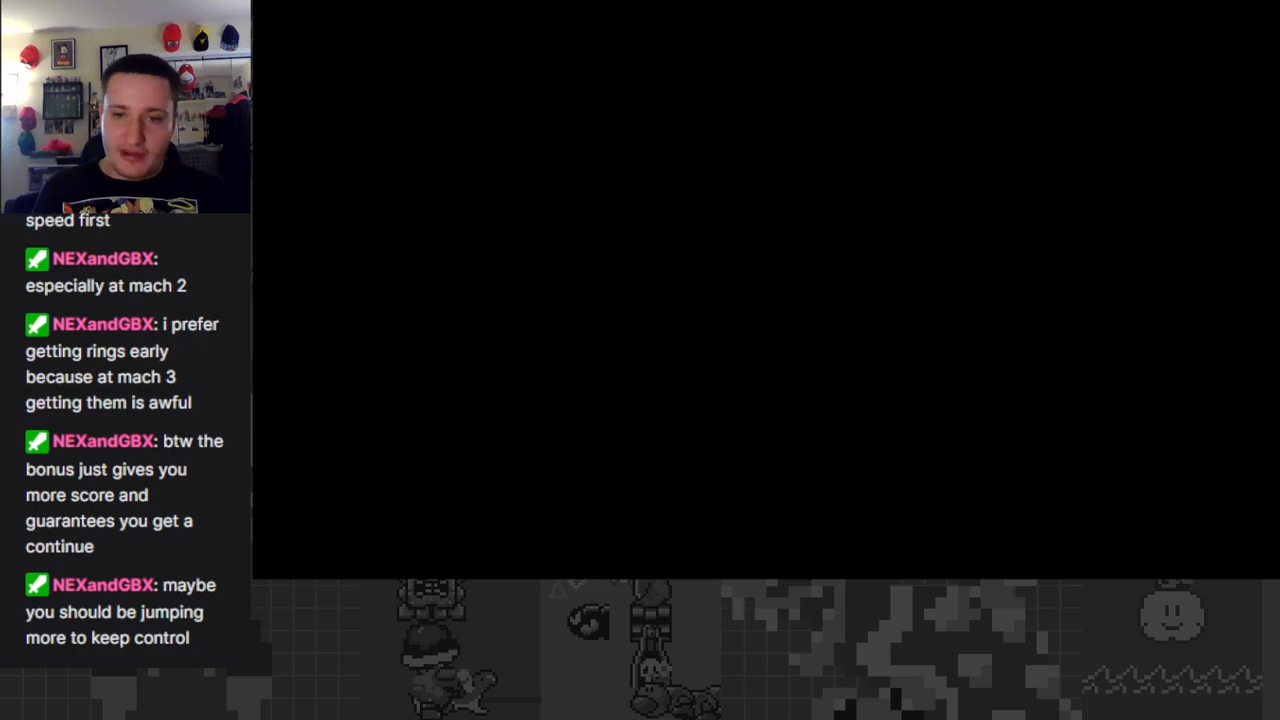 speed first
NEXandGBX:
especially at mach 2
NEXandGBX: i prefer
getting rings early
because at mach 3
getting them is awful
NEXandGBX: btw the
bonus just gives you
more score and
guarantees you get a
continue
NEXandGBX: maybe
you should be jumping
more to keep control